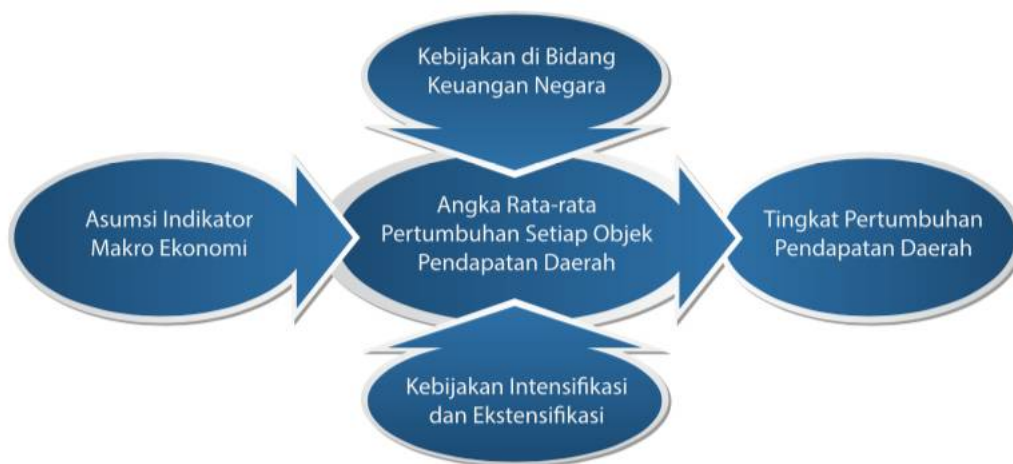 Kebijakan di Bidang
Keuangan Negara
Asumsi Indikator
Makro Ekonomi
Angka Rata-rata
Pertumbuhan Setiap Objek
Pendapatan Daerah
Tingkat Pertumbuhan
Pendapatan Daerah
Kebijakan Intensifikasi
dan Ekstensifikasi